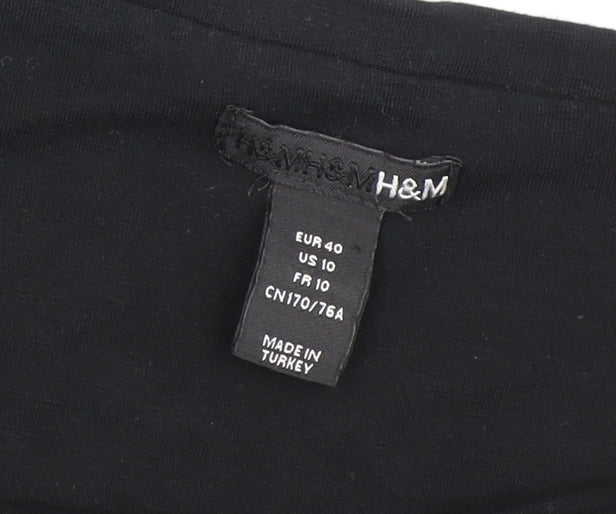 H&MH&MH&M
EUR 40
US 10
FR 10
CN170/76A
MADE IN
TURKEY